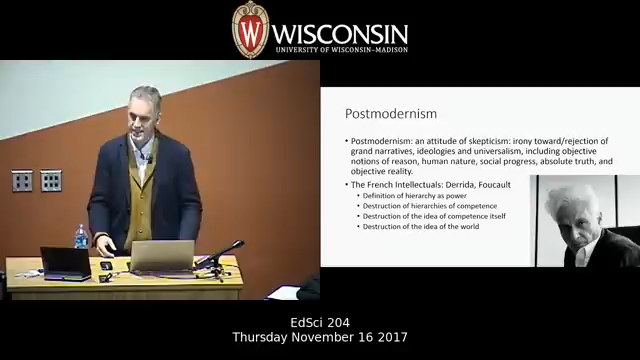 WISCONSIN
UNIVERSITY OF WISCONSIN–MADISON
Postmodernism
• Postmodernism: an attitude of skepticism: irony toward/rejection of
grand narratives, ideologies and universalism, including objective
notions of reason, human nature, social progress, absolute truth, and
objective reality.
• The French Intellectuals: Derrida, Foucault
• Definition of hierarchy as power
• Destruction of hierarchies of competence
• Destruction of the idea of competence itself
• Destruction of the idea of the world
EdSci 204
Thursday November 16 2017